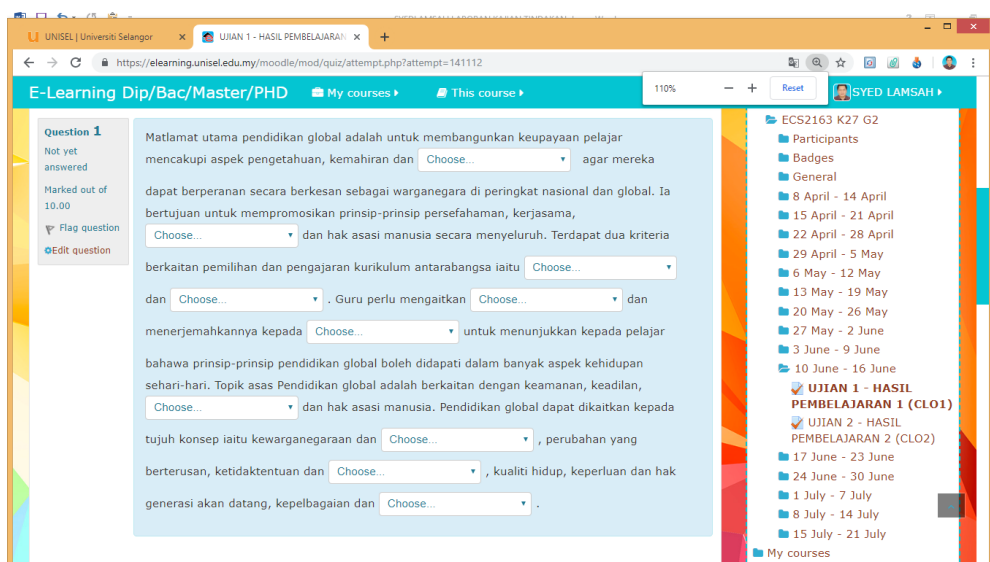 UNISEL | Universiti Selan
UJIAN 1 - HASIL PEMBELAJARAN
https://elearning.unisel.edu.my/moodle/mod/quiz/attempt.php?attempt=141112
110%
Reset
E-Learning Dip/Bac/Master/PHD
My courses
This course
SYED LAMSAH
Question 1
Not yet
answered
Marked out of
10.00
Flag question
Edit question
Matlamat utama pendidikan global adalah untuk membangunkan keupayaan pelajar
mencakupi aspek pengetahuan, kemahiran dan Choose... agar mereka
dapat berperanan secara berkesan sebagai warganegara di peringkat nasional dan global. Ia
bertujuan untuk mempromosikan prinsip-prinsip persefahaman, kerjasama,
Choose... dan hak asasi manusia secara menyeluruh. Terdapat dua kriteria
berkaitan pemilihan dan pengajaran kurikulum antarabangsa iaitu Choose...
dan Choose... . Guru perlu mengaitkan Choose... dan
menerjemahkannya kepada Choose... untuk menunjukkan kepada pelajar
bahawa prinsip-prinsip pendidikan global boleh didapati dalam banyak aspek kehidupan
sehari-hari. Topik asas Pendidikan global adalah berkaitan dengan keamanan, keadilan,
Choose... dan hak asasi manusia. Pendidikan global dapat dikaitkan kepada
tujuh konsep iaitu kewarganegaraan dan Choose... , perubahan yang
berterusan, ketidaktentuan dan Choose... , kualiti hidup, keperluan dan hak
generasi akan datang, kepelbagaian dan Choose... .
ECS2163 K27 G2
Participants
Badges
General
8 April - 14 April
15 April - 21 April
22 April - 28 April
29 April - 5 May
6 May - 12 May
13 May - 19 May
20 May - 26 May
27 May - 2 June
3 June - 9 June
10 June - 16 June
UJIAN 1 - HASIL
PEMBELAJARAN 1 (CLO1)
UJIAN 2 - HASIL
PEMBELAJARAN 2 (CLO2)
17 June - 23 June
24 June - 30 June
1 July - 7 July
8 July - 14 July
15 July - 21 July
My courses